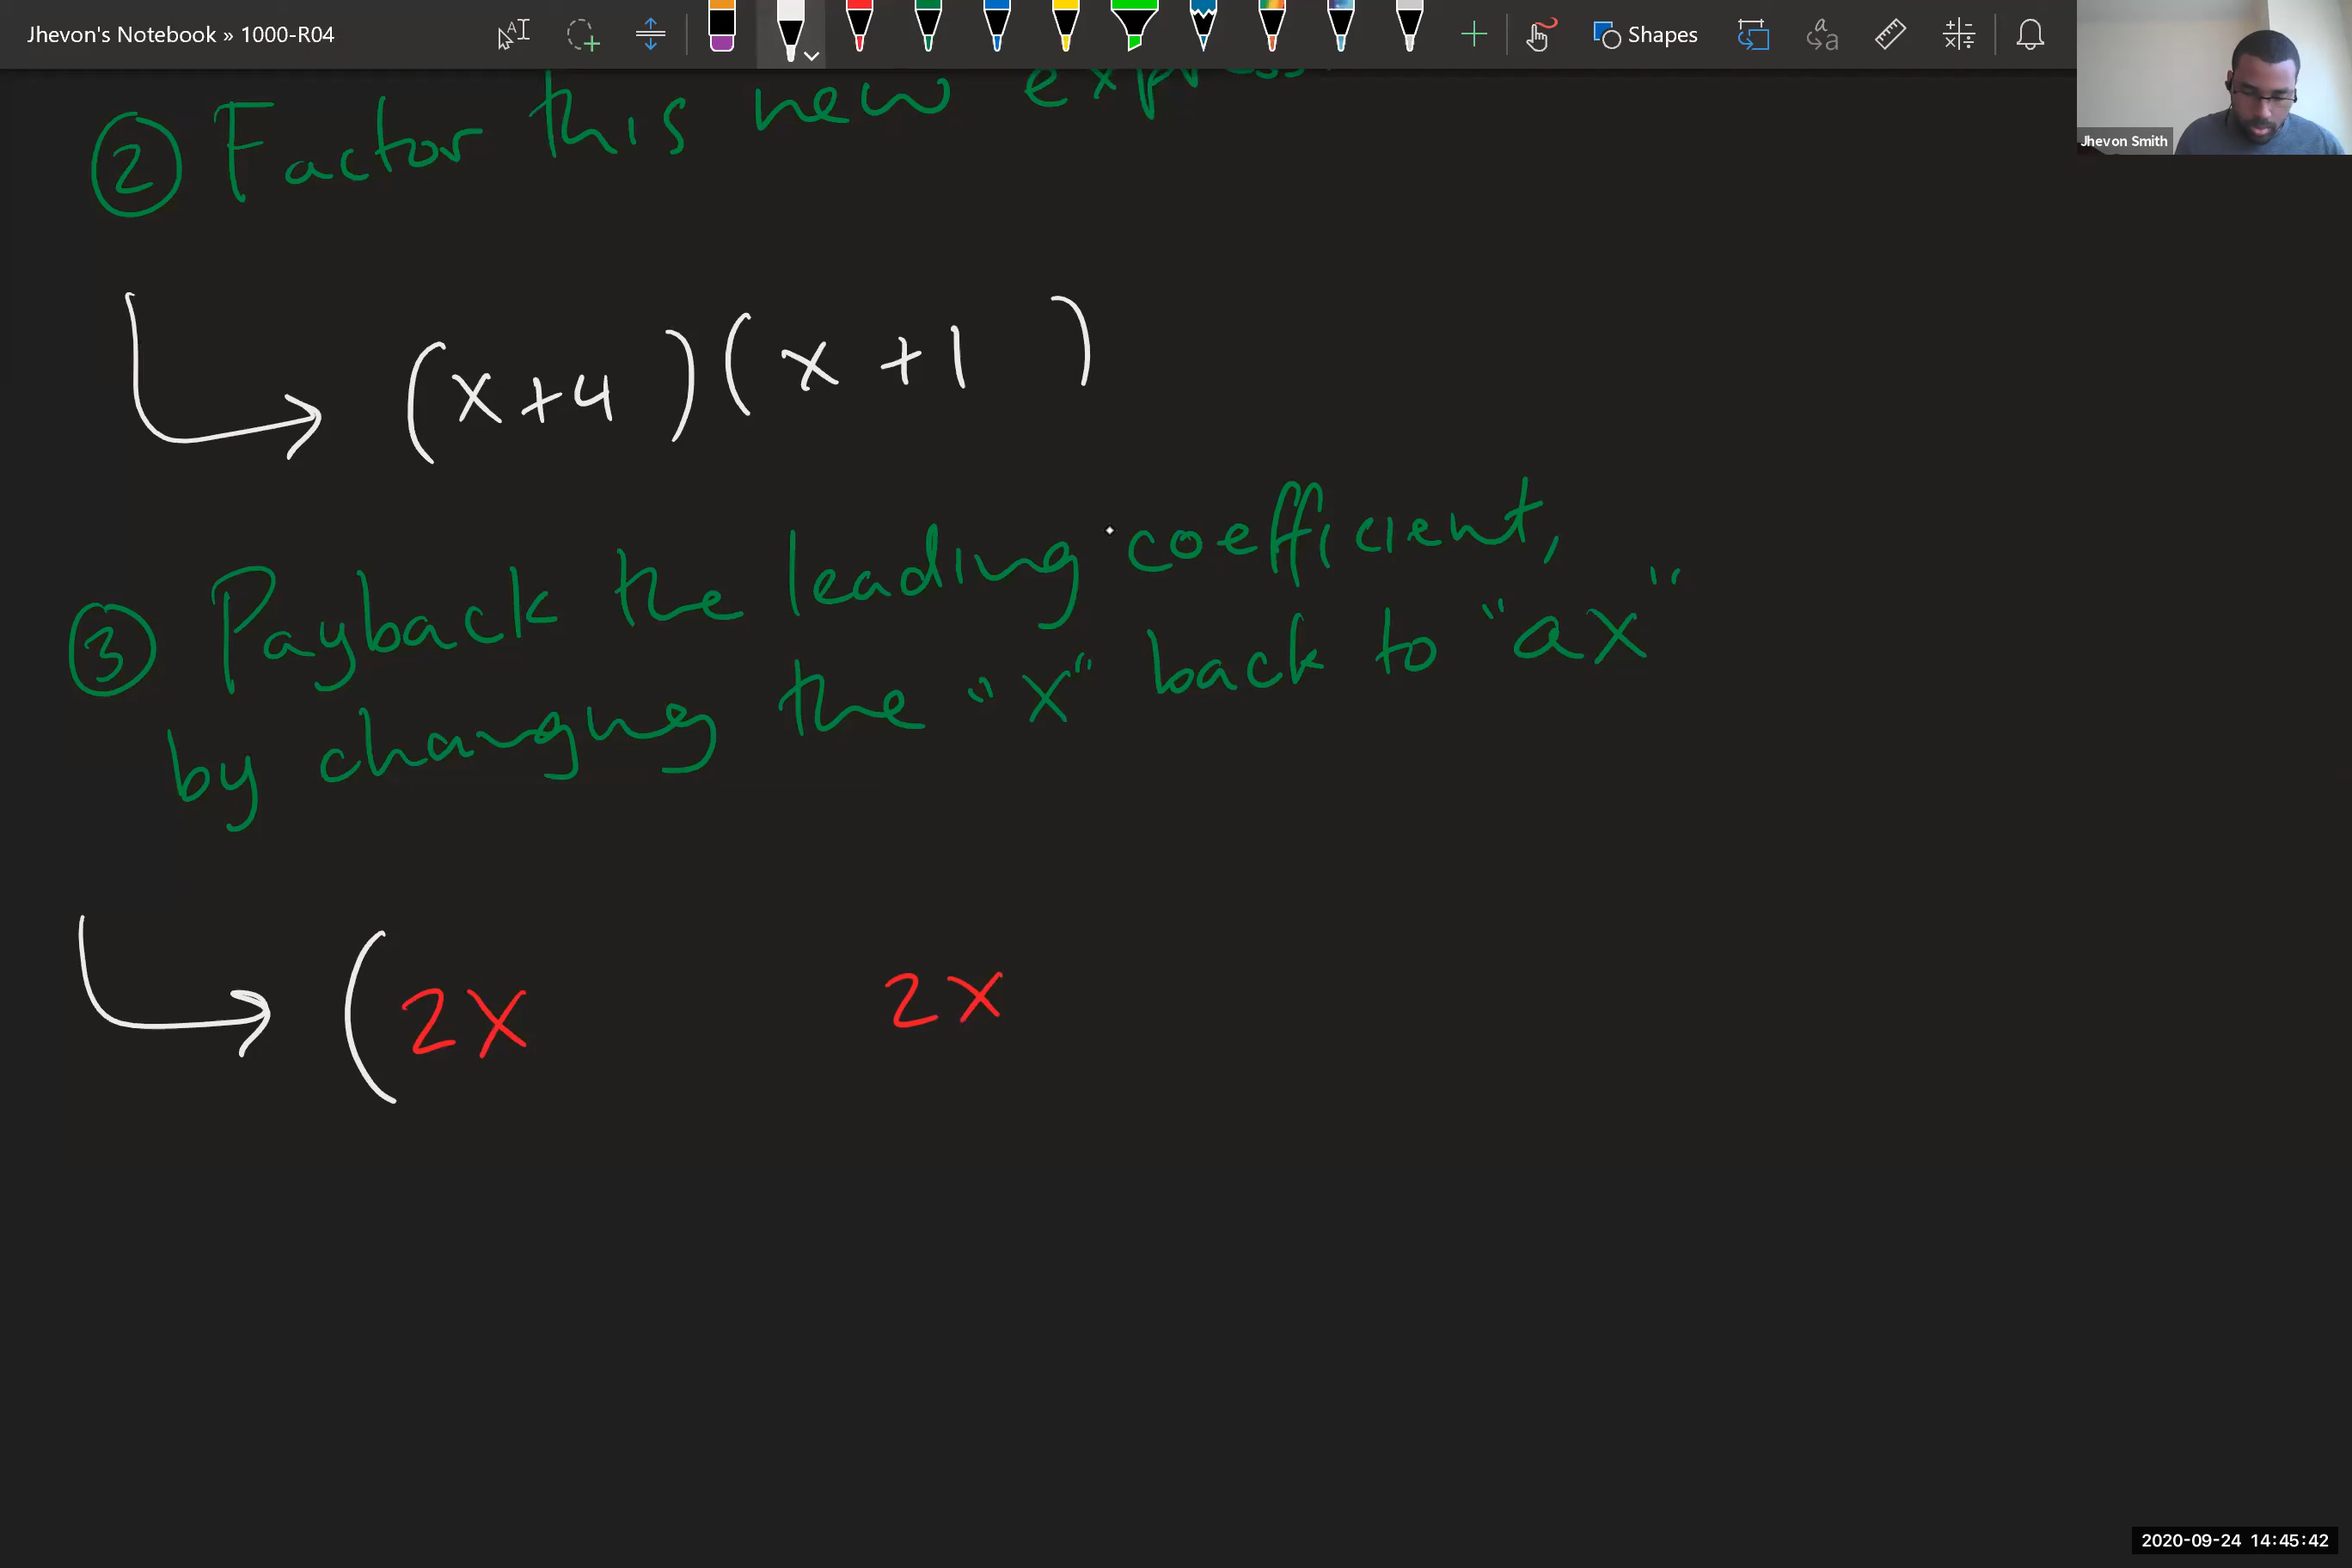 Jhevon's Notebook » 1000-R04
Shapes
Jhevon Smith
② Factor this new
(x+4)(x+1)
③ Payback the leading coefficient,
by changing the "x" back to "ax"
(2x 2x
2020-09-24 14:45:42